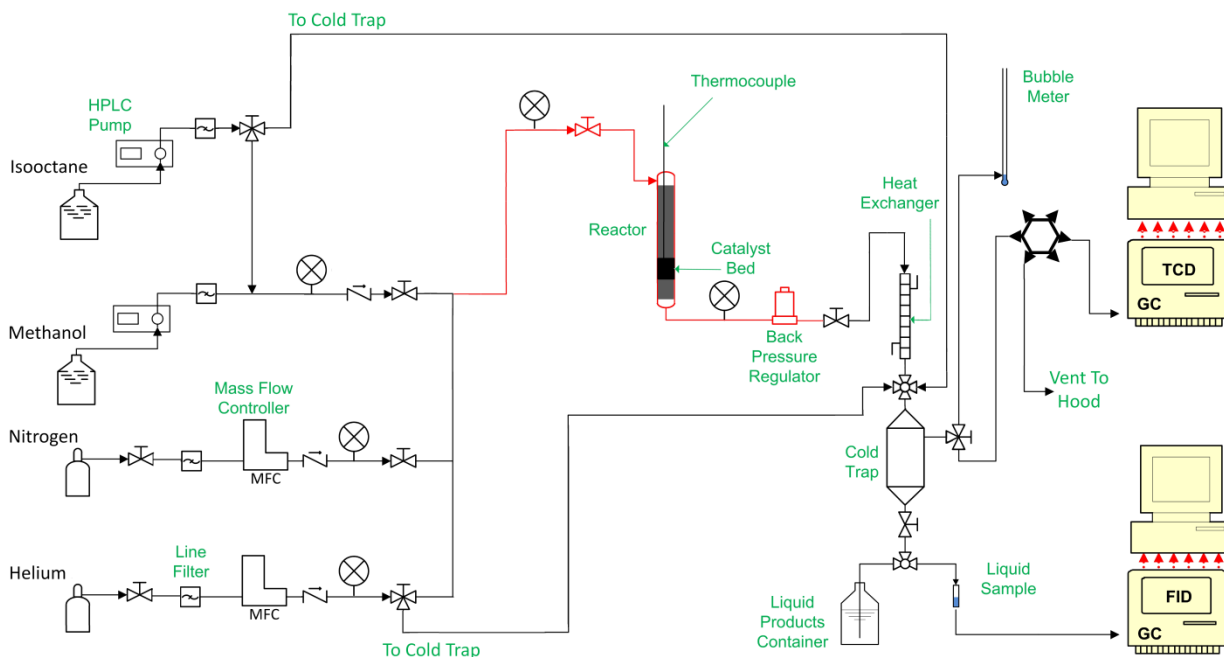 To Cold Trap
HPLC
Pump
Isooctane
Thermocouple
Bubble
Meter
Heat
Exchanger
Reactor
Catalyst
Bed
TCD
GC
Methanol
Back
Pressure
Regulator
Vent To
Hood
Mass Flow
Controller
Nitrogen
MFC
Cold
Trap
Line
Filter
Helium
MFC
Liquid
Products
Container
Liquid
Sample
FID
GC
To Cold Trap